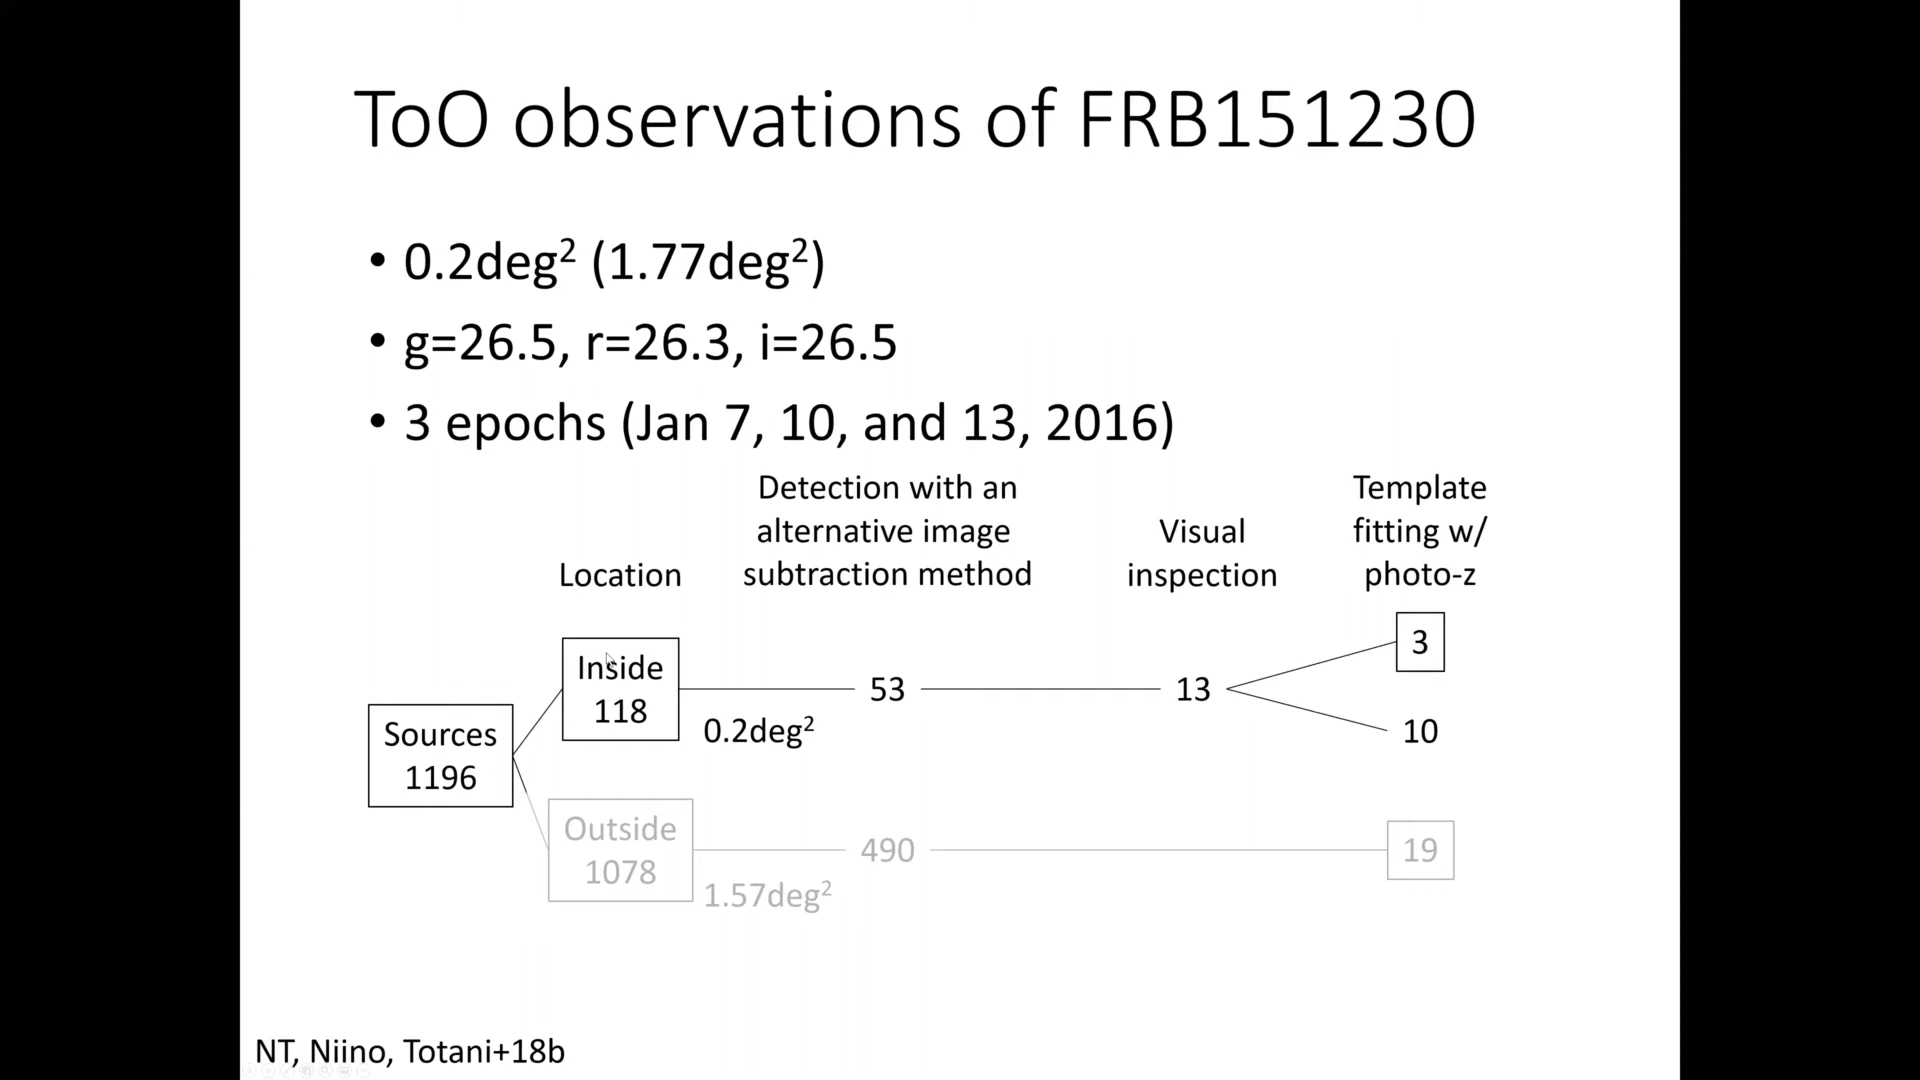 ToO observations of FRB151230
• 0.2deg² (1.77deg²)
• g=26.5, r=26.3, i=26.5
• 3 epochs (Jan 7, 10, and 13, 2016)
Location
Detection with an
alternative image
subtraction method
Visual
inspection
Template
fitting w/
photo-z
Sources
1196
Inside
118
0.2deg²
53
13
3
10
Outside
1078
1.57deg²
490
19
NT, Niino, Totani+18b